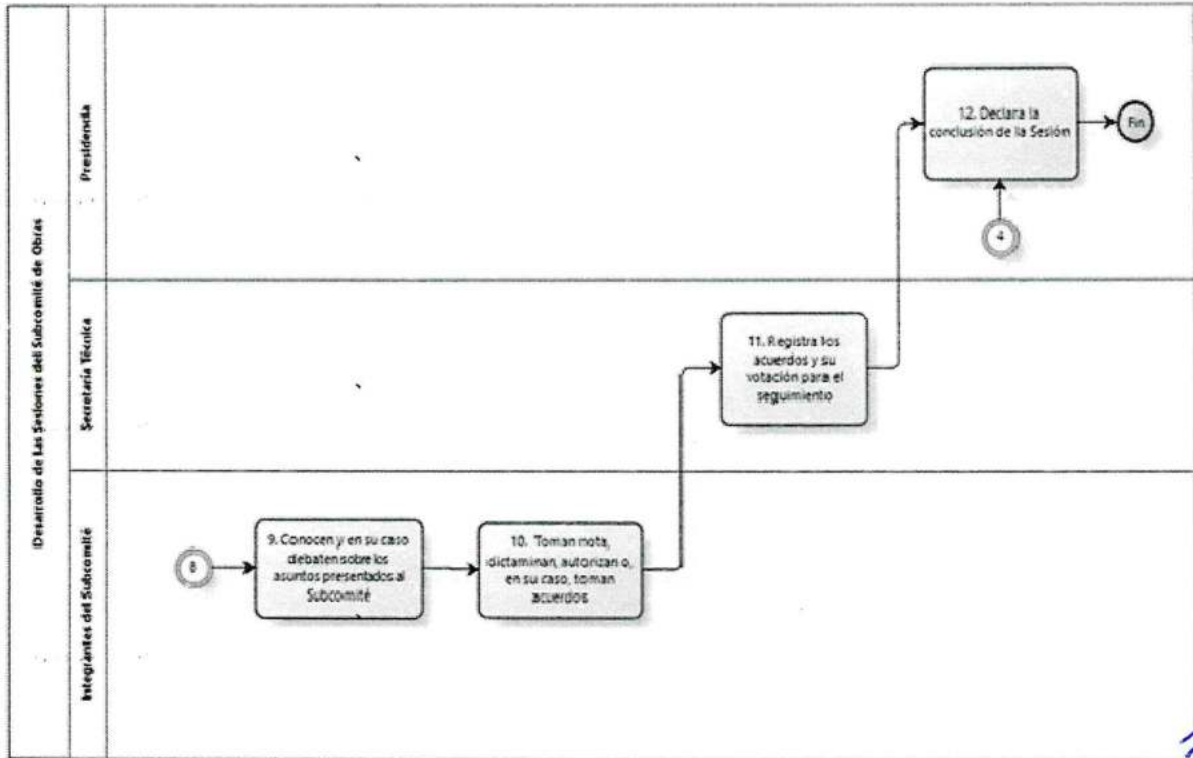 Desarrollo de Las Sesiones del Subcomité de Obras
Presidencia
12. Declara la
conclusión de la Sesión
Fin
4
Secretaría Técnica
11. Registra los
acuerdos y su
votación para el
seguimiento
Integrantes del Subcomité
8
9. Conocen y en su caso
debaten sobre los
asuntos presentados al
Subcomité
10. Toman nota,
dictaminan, autorizan o,
en su caso, toman
acuerdos